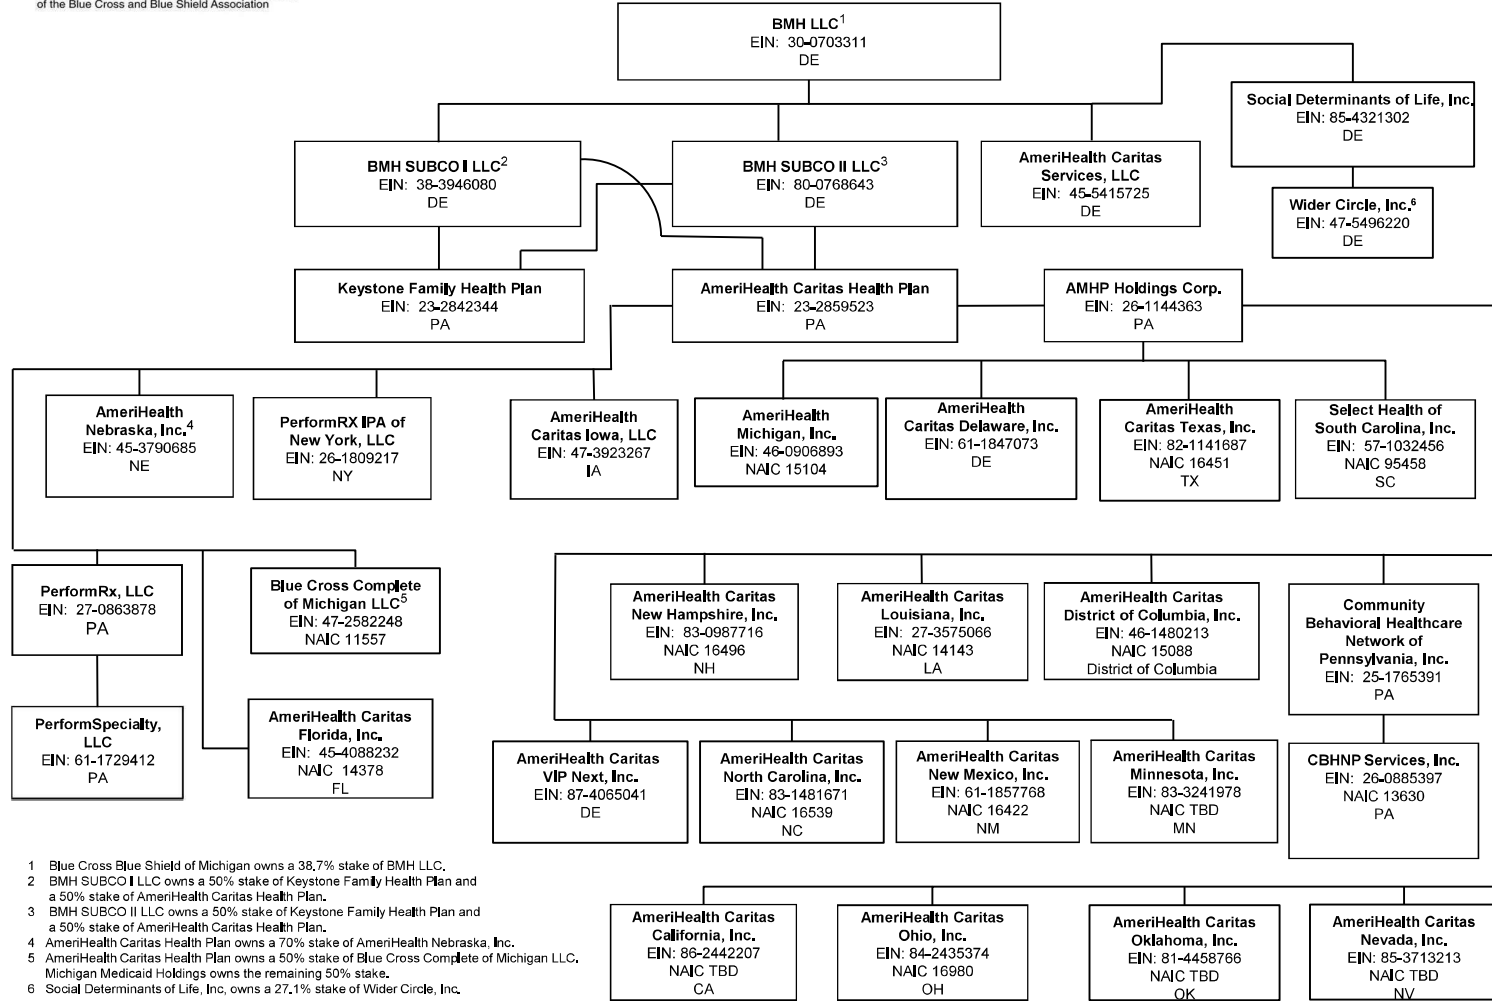 of the Blue Cross and Blue Shield Association
BMH LLC1
EIN: 30-0703311
DE
Social Determinants of Life, Inc.
EIN: 85-4321302
DE
BMH SUBCO I LLC2
EIN: 38-3946080
DE
BMH SUBCO II LLC3
EIN: 80-0768643
DE
AmeriHealth Caritas
Services, LLC
EIN: 45-5415725
DE
Wider Circle, Inc.6
EIN: 47-5496220
DE
Keystone Family Health Plan
EIN: 23-2842344
PA
AmeriHealth Caritas Health Plan
EIN: 23-2859523
PA
AMHP Holdings Corp.
EIN: 26-1144363
PA
AmeriHealth
Nebraska, Inc.4
EIN: 45-3790685
NE
PerformRX IPA of
New York, LLC
EIN: 26-1809217
NY
AmeriHealth
Caritas Iowa, LLC
EIN: 47-3923267
IA
AmeriHealth
Michigan, Inc.
EIN: 46-0906893
NAIC 15104
AmeriHealth
Caritas Delaware, Inc.
EIN: 61-1847073
DE
AmeriHealth
Caritas Texas, Inc.
EIN: 82-1141687
NAIC 16451
TX
Select Health of
South Carolina, Inc.
EIN: 57-1032456
NAIC 95458
SC
PerformRx, LLC
EIN: 27-0863878
PA
Blue Cross Complete
of Michigan LLC5
EIN: 47-2582248
NAIC 11557
AmeriHealth Caritas
New Hampshire, Inc.
EIN: 83-0987716
NAIC 16496
NH
AmeriHealth Caritas
Louisiana, Inc.
EIN: 27-3575066
NAIC 14143
LA
AmeriHealth Caritas
District of Columbia, Inc.
EIN: 46-1480213
NAIC 15088
District of Columbia
Community
Behavioral Healthcare
Network of
Pennsylvania, Inc.
EIN: 25-1765391
PA
PerformSpecialty,
LLC
EIN: 61-1729412
PA
AmeriHealth Caritas
Florida, Inc.
EIN: 45-4088232
NAIC 14378
FL
AmeriHealth Caritas
VIP Next, Inc.
EIN: 87-4065041
DE
AmeriHealth Caritas
North Carolina, Inc.
EIN: 83-1481671
NAIC 16539
NC
AmeriHealth Caritas
New Mexico, Inc.
EIN: 61-1857768
NAIC 16422
NM
AmeriHealth Caritas
Minnesota, Inc.
EIN: 83-3241978
NAIC TBD
MN
CBHNP Services, Inc.
EIN: 26-0885397
NAIC 13630
PA
1 Blue Cross Blue Shield of Michigan owns a 38.7% stake of BMH LLC.
2 BMH SUBCO I LLC owns a 50% stake of Keystone Family Health Plan and
a 50% stake of AmeriHealth Caritas Health Plan.
3 BMH SUBCO II LLC owns a 50% stake of Keystone Family Health Plan and
a 50% stake of AmeriHealth Caritas Health Plan.
4 AmeriHealth Caritas Health Plan owns a 70% stake of AmeriHealth Nebraska, Inc.
5 AmeriHealth Caritas Health Plan owns a 50% stake of Blue Cross Complete of Michigan LLC.
Michigan Medicaid Holdings owns the remaining 50% stake.
6 Social Determinants of Life, Inc, owns a 27.1% stake of Wider Circle, Inc.
AmeriHealth Caritas
California, Inc.
EIN: 86-2442207
NAIC TBD
CA
AmeriHealth Caritas
Ohio, Inc.
EIN: 84-2435374
NAIC 16980
OH
AmeriHealth Caritas
Oklahoma, Inc.
EIN: 81-4458766
NAIC TBD
OK
AmeriHealth Caritas
Nevada, Inc.
EIN: 85-3713213
NAIC TBD
NV